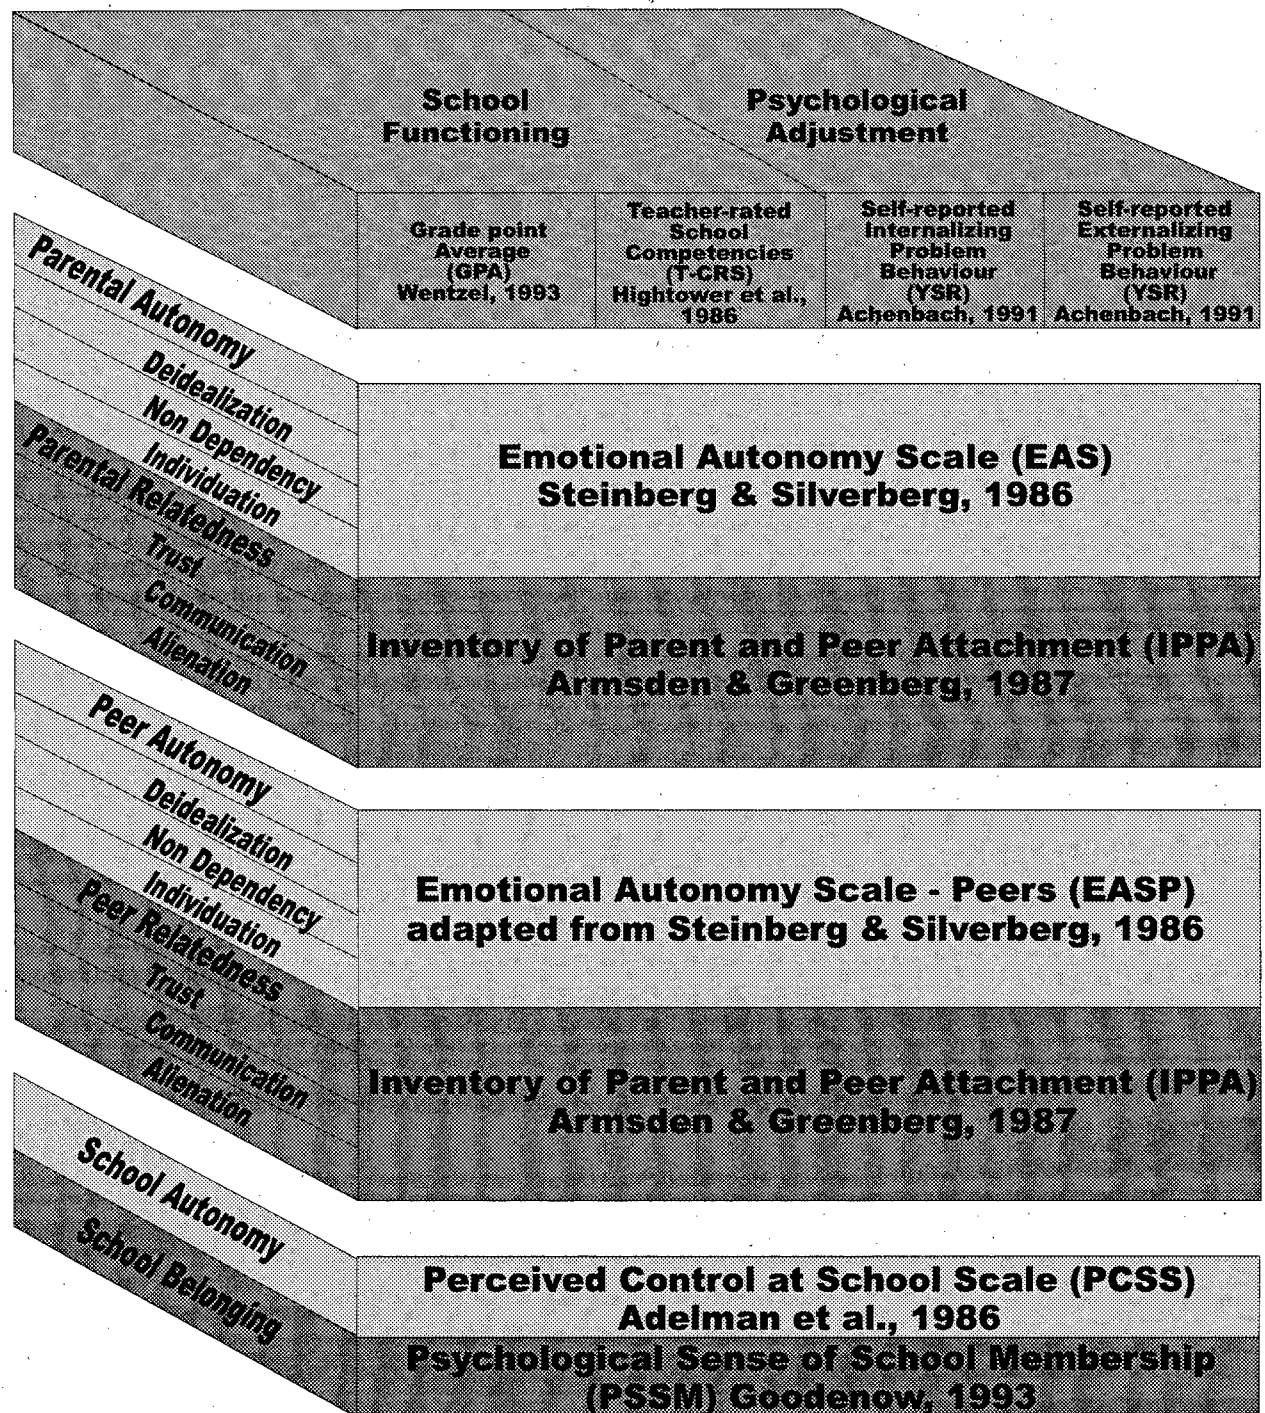 School
Functioning
Psychological
Adjustment
Grade point
Average
(GPA)
Wentzel, 1993
Teacher-rated
School
Competencies
(T-CRS)
Hightower et al.,
1986
Self-reported
Internalizing
Problem
Behaviour
(YSR)
Achenbach, 1991
Self-reported
Externalizing
Problem
Behaviour
(YSR)
Achenbach, 1991
Parental Autonomy
Deidealization
Non Dependency
Individuation
Emotional Autonomy Scale (EAS)
Steinberg & Silverberg, 1986
Parental Relatedness
Trust
Communication
Alienation
Inventory of Parent and Peer Attachment (IPPA)
Armsden & Greenberg, 1987
Peer Autonomy
Deidealization
Non Dependency
Individuation
Emotional Autonomy Scale - Peers (EASP)
adapted from Steinberg & Silverberg, 1986
Peer Relatedness
Trust
Communication
Alienation
Inventory of Parent and Peer Attachment (IPPA)
Armsden & Greenberg, 1987
School Autonomy
School Belonging
Perceived Control at School Scale (PCSS)
Adelman et al., 1986
Psychological Sense of School Membership
(PSSM) Goodenow, 1993